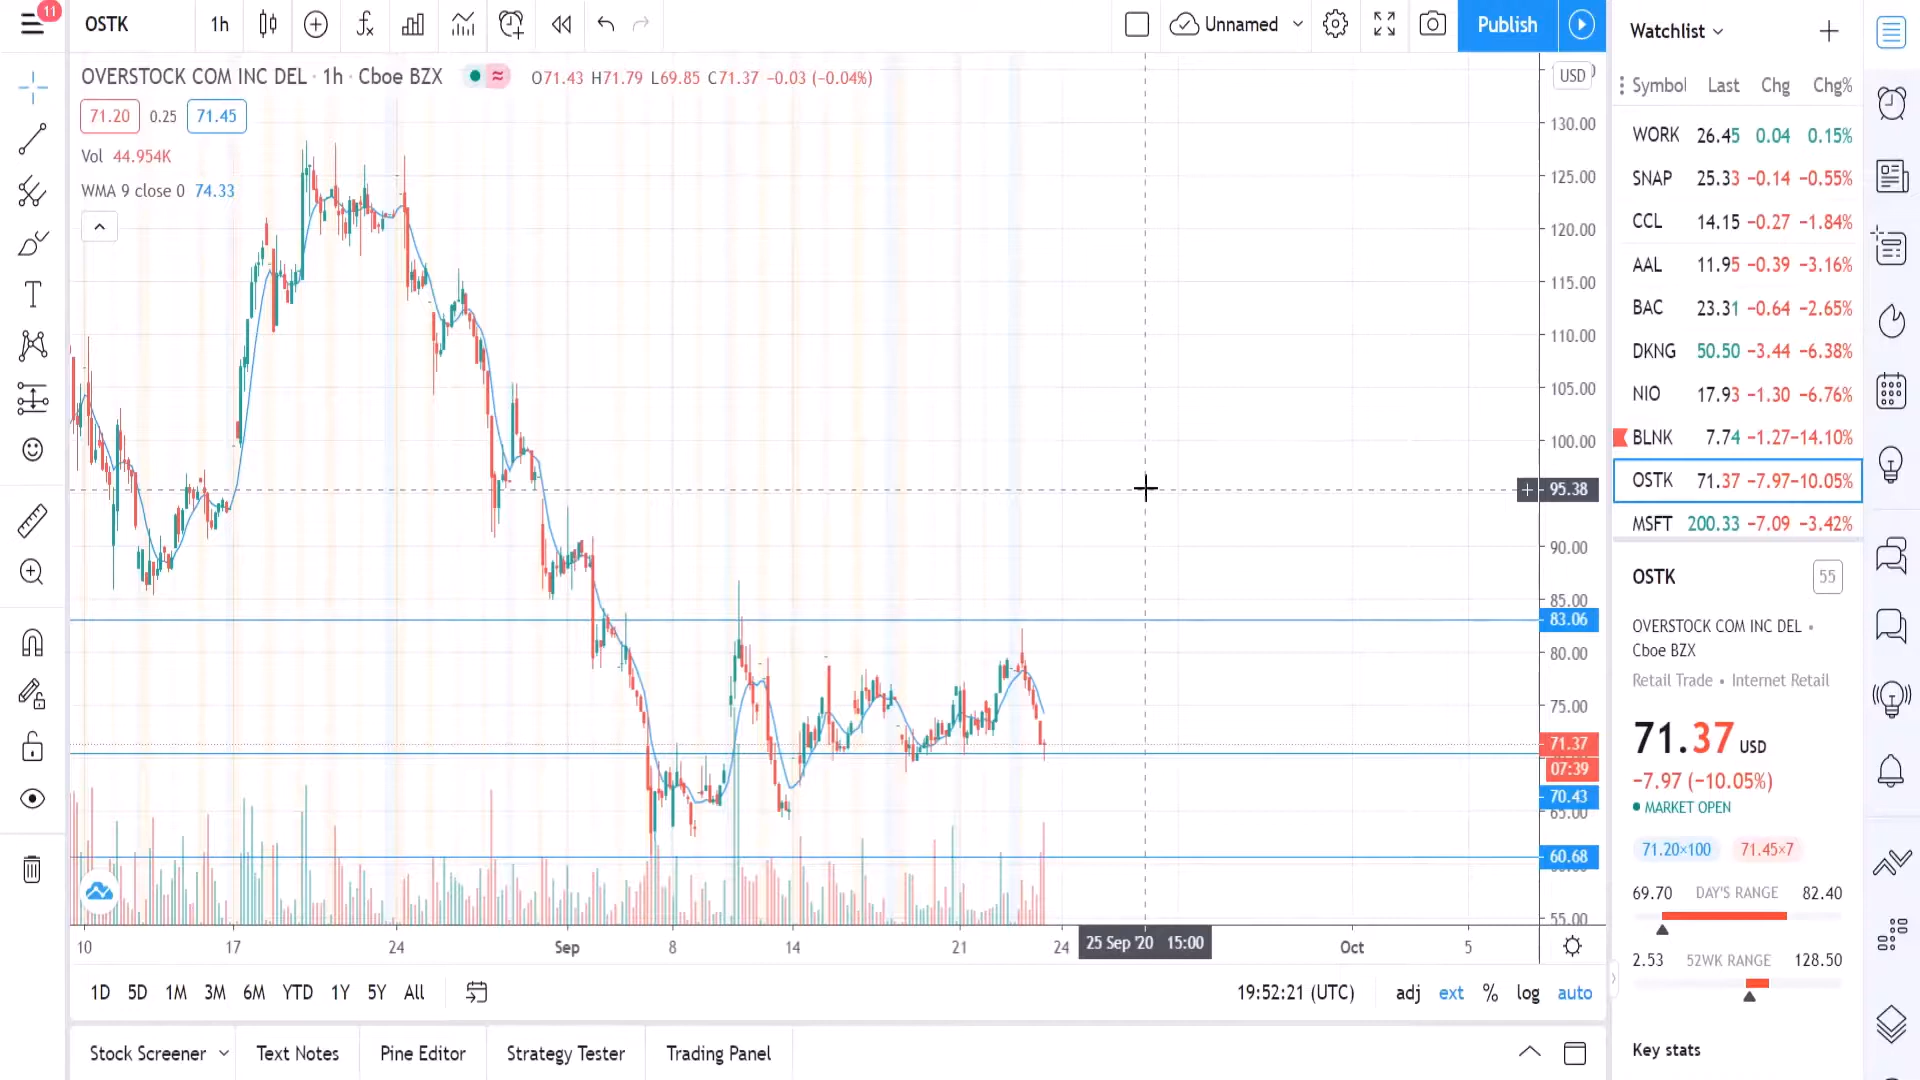 11
OSTK
1h
Unnamed
Publish
OVERSTOCK COM INC DEL · 1h · Cboe BZX
O71.43 H71.79 L69.85 C71.37 −0.03 (−0.04%)
71.20 0.25 71.45
Vol 44.954K
WMA 9 close 0 74.33
USD
130.00
125.00
120.00
115.00
110.00
105.00
100.00
95.38
90.00
85.00
83.06
80.00
75.00
71.37
07:39
70.43
65.00
60.68
55.00
10 17 24 Sep 8 14 21 24 25 Sep '20 15:00 Oct 5
1D 5D 1M 3M 6M YTD 1Y 5Y All
19:52:21 (UTC) adj ext % log auto
Stock Screener Text Notes Pine Editor Strategy Tester Trading Panel
Watchlist
Symbol Last Chg Chg%
WORK 26.45 0.04 0.15%
SNAP 25.33 −0.14 −0.55%
CCL 14.15 −0.27 −1.84%
AAL 11.95 −0.39 −3.16%
BAC 23.31 −0.64 −2.65%
DKNG 50.50 −3.44 −6.38%
NIO 17.93 −1.30 −6.76%
BLNK 7.74 −1.27 −14.10%
OSTK 71.37 −7.97 −10.05%
MSFT 200.33 −7.09 −3.42%
OSTK 55
OVERSTOCK COM INC DEL •
Cboe BZX
Retail Trade • Internet Retail
71.37 USD
−7.97 (−10.05%)
MARKET OPEN
71.20×100 71.45×7
69.70 DAY'S RANGE 82.40
2.53 52WK RANGE 128.50
Key stats